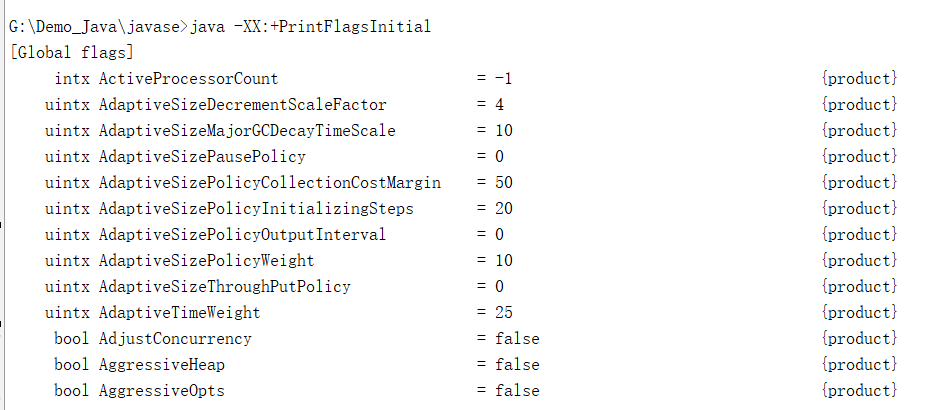 G:\Demo_Java\javase>java -XX:+PrintFlagsInitial
[Global flags]
intx ActiveProcessorCount = -1 {product}
uintx AdaptiveSizeDecrementScaleFactor = 4 {product}
uintx AdaptiveSizeMajorGCDecayTimeScale = 10 {product}
uintx AdaptiveSizePausePolicy = 0 {product}
uintx AdaptiveSizePolicyCollectionCostMargin = 50 {product}
uintx AdaptiveSizePolicyInitializingSteps = 20 {product}
uintx AdaptiveSizePolicyOutputInterval = 0 {product}
uintx AdaptiveSizePolicyWeight = 10 {product}
uintx AdaptiveSizeThroughPutPolicy = 0 {product}
uintx AdaptiveTimeWeight = 25 {product}
bool AdjustConcurrency = false {product}
bool AggressiveHeap = false {product}
bool AggressiveOpts = false {product}